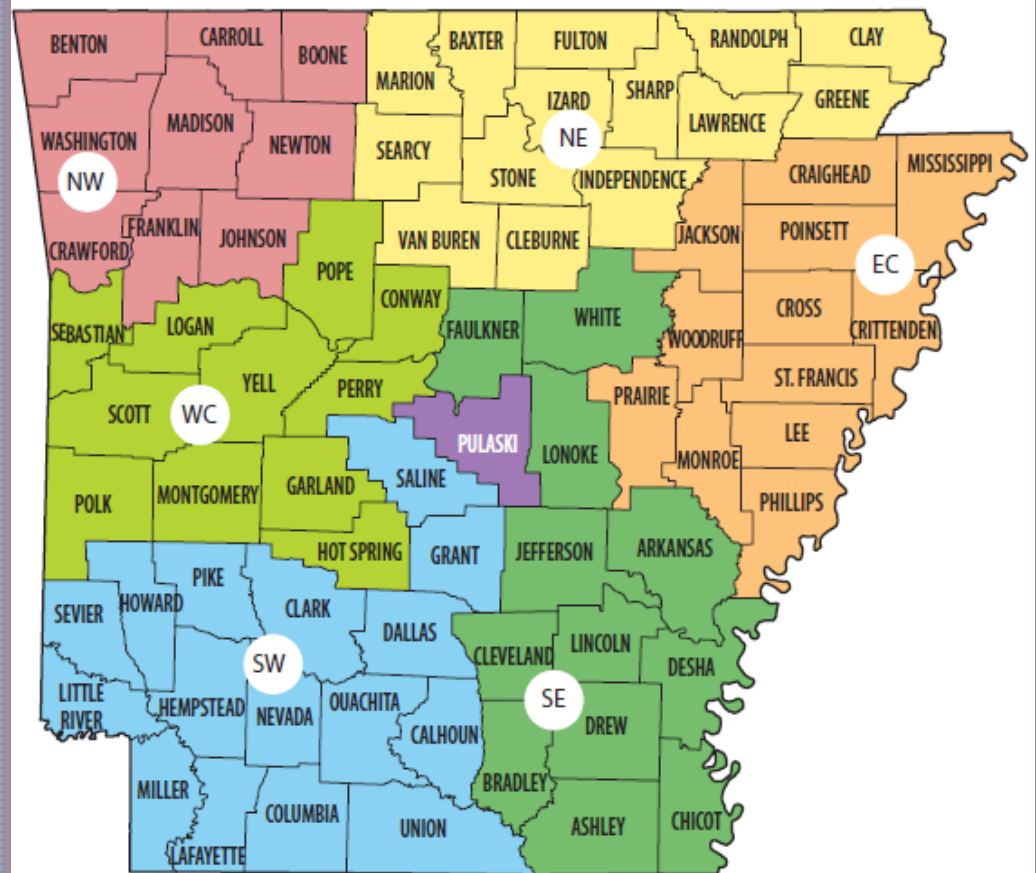 BENTON
CARROLL
BOONE
MARION
BAXTER
FULTON
RANDOLPH
CLAY
WASHINGTON
MADISON
NEWTON
SEARCY
IZARD
SHARP
LAWRENCE
GREENE
NW
NE
STONE
INDEPENDENCE
CRAIGHEAD
MISSISSIPPI
CRAWFORD
FRANKLIN
JOHNSON
POPE
VAN BUREN
CLEBURNE
JACKSON
POINSETT
EC
SEBASTIAN
LOGAN
CONWAY
FAULKNER
WHITE
WOODRUFF
CROSS
CRITTENDEN
SCOTT
WC
YELL
PERRY
PULASKI
LONOKE
PRAIRIE
ST. FRANCIS
LEE
POLK
MONTGOMERY
GARLAND
SALINE
MONROE
PHILLIPS
HOT SPRING
GRANT
JEFFERSON
ARKANSAS
SEVIER
HOWARD
PIKE
CLARK
DALLAS
CLEVELAND
LINCOLN
DESHA
SW
SE
LITTLE
RIVER
HEMPSTEAD
NEVADA
OUACHITA
CALHOUN
BRADLEY
DREW
MILLER
LAFAYETTE
COLUMBIA
UNION
ASHLEY
CHICOT